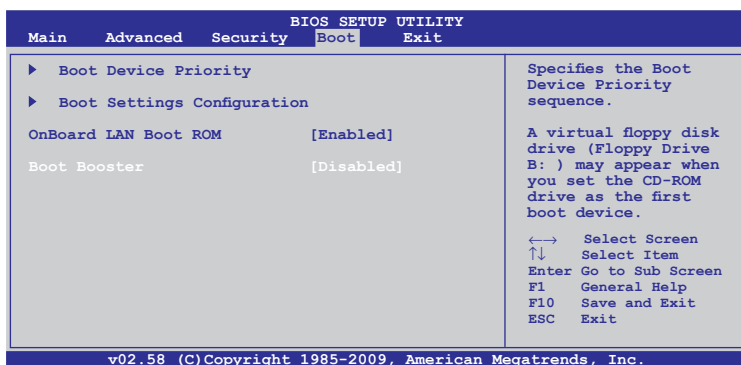 BIOS SETUP UTILITY
Main Advanced Security Boot Exit
Boot Device Priority
Boot Settings Configuration
OnBoard LAN Boot ROM [Enabled]
Boot Booster [Disabled]
Specifies the Boot
Device Priority
sequence.
A virtual floppy disk
drive (Floppy Drive
B: ) may appear when
you set the CD-ROM
drive as the first
boot device.
←→ Select Screen
↑↓ Select Item
Enter Go to Sub Screen
F1 General Help
F10 Save and Exit
ESC Exit
v02.58 (C)Copyright 1985-2009, American Megatrends, Inc.